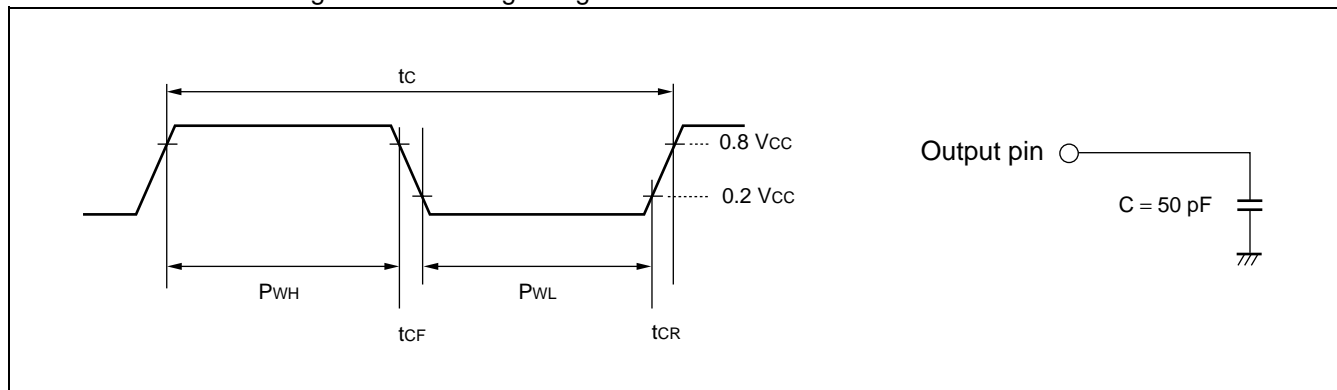 tC
0.8 VCC
0.2 VCC
PWH
PWL
tCF
tCR
Output pin
C = 50 pF